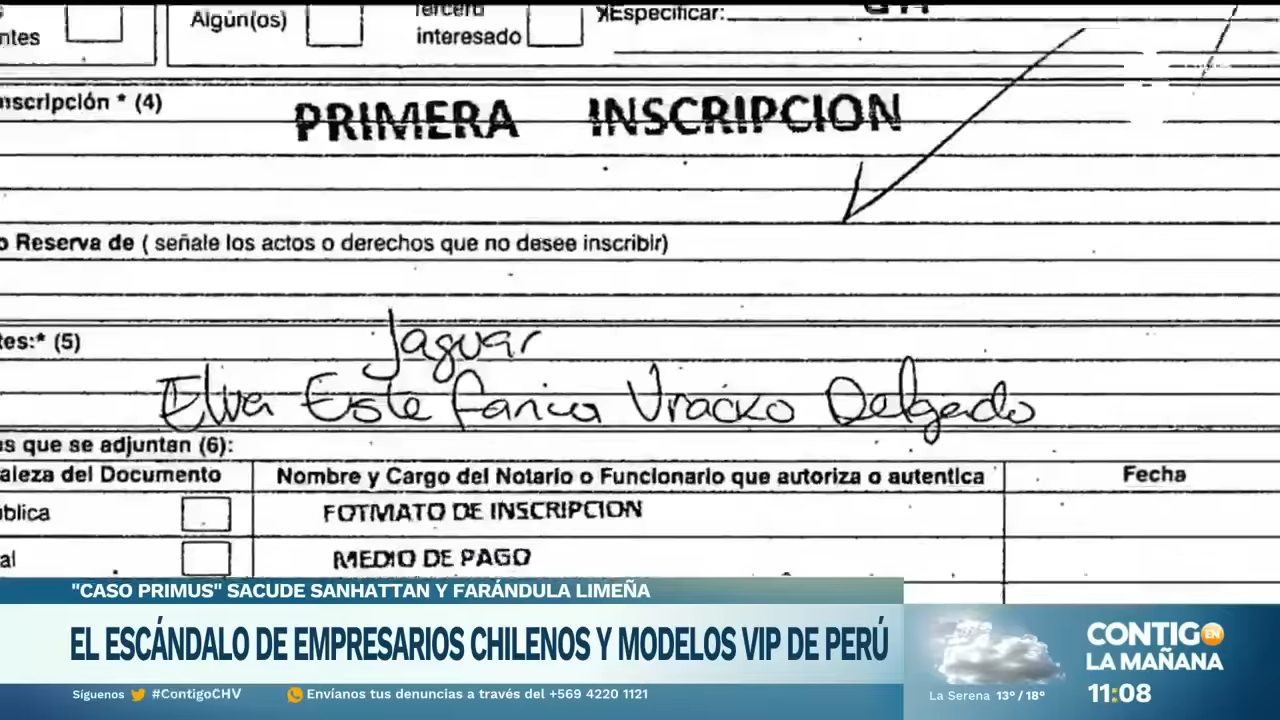 ntes
Algún(os)
Tercero
interesado
Especificar:
nscripción * (4)
PRIMERA INSCRIPCION
o Reserva de ( señale los actos o derechos que no desee inscribir)
tes:* (5)
Jaguar
Elva Estefania Vracko Delgado
s que se adjuntan (6):
aleza del Documento
Nombre y Cargo del Notario o Funcionario que autoriza o autentica
Fecha
ública
FOTMATO DE INSCRIPCION
al
MEDIO DE PAGO
"CASO PRIMUS" SACUDE SANHATTAN Y FARÁNDULA LIMEÑA
EL ESCÁNDALO DE EMPRESARIOS CHILENOS Y MODELOS VIP DE PERÚ
Síguenos #ContigoCHV Envíanos tus denuncias a través del +569 4220 1121
La Serena 13°/18°
CONTIGO EN
LA MAÑANA
11:08